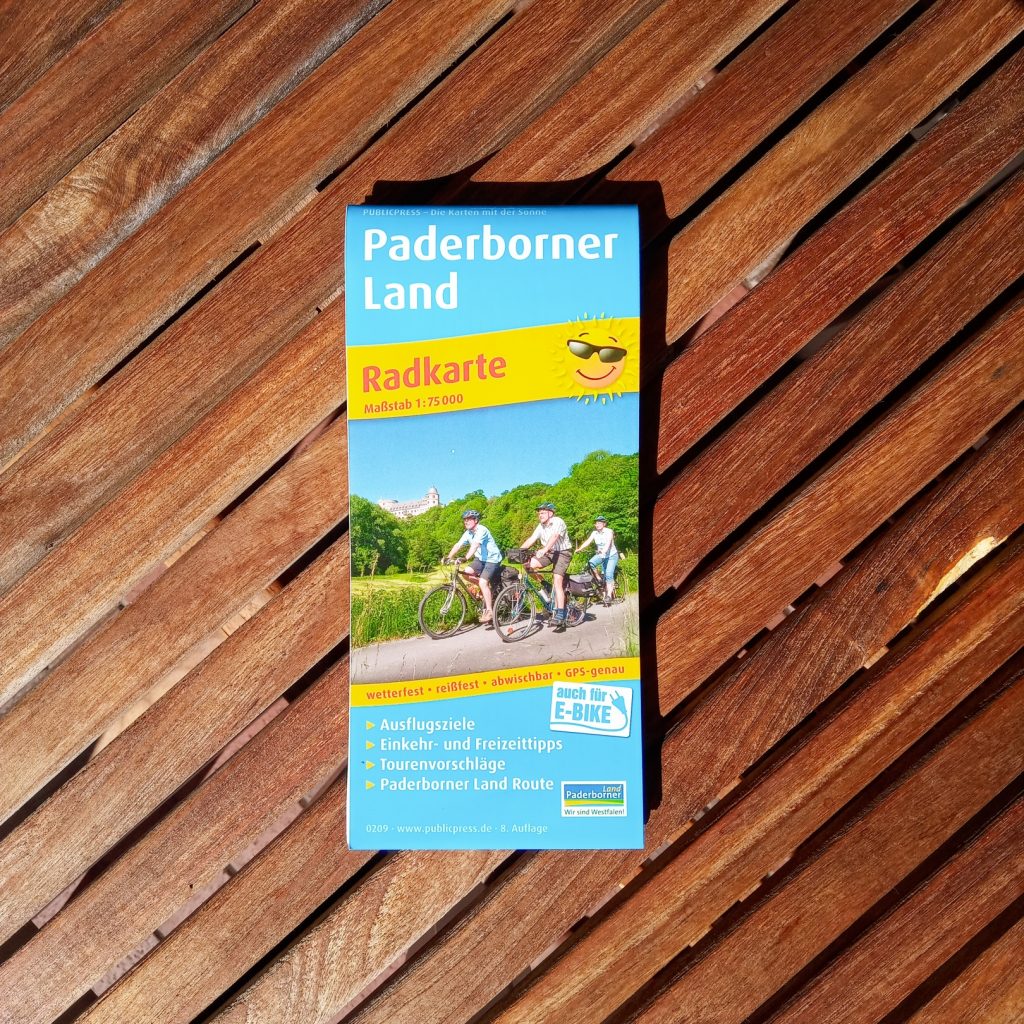 PUBLICPRESS – Die Karten mit der Sonne
Paderborner
Land
Radkarte
Maßstab 1:75 000
wetterfest • reißfest • abwischbar • GPS-genau
auch für
E-BIKE
Ausflugsziele
Einkehr- und Freizeittipps
Tourenvorschläge
Paderborner Land Route
Land
Paderborner
Wir sind Westfalen!
0209 · www.publicpress.de · 8. Auflage